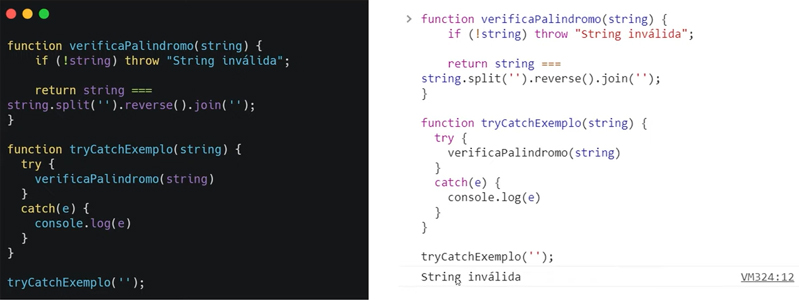 function verificaPalindromo(string) {
if (!string) throw "String inválida";
return string ===
string.split('').reverse().join('');
}
function tryCatchExemplo(string) {
try {
verificaPalindromo(string)
}
catch(e) {
console.log(e)
}
}
tryCatchExemplo('');
> function verificaPalindromo(string) {
if (!string) throw "String inválida";
return string ===
string.split('').reverse().join('');
}
function tryCatchExemplo(string) {
try {
verificaPalindromo(string)
}
catch(e) {
console.log(e)
}
}
tryCatchExemplo('');
String inválida VM324:12